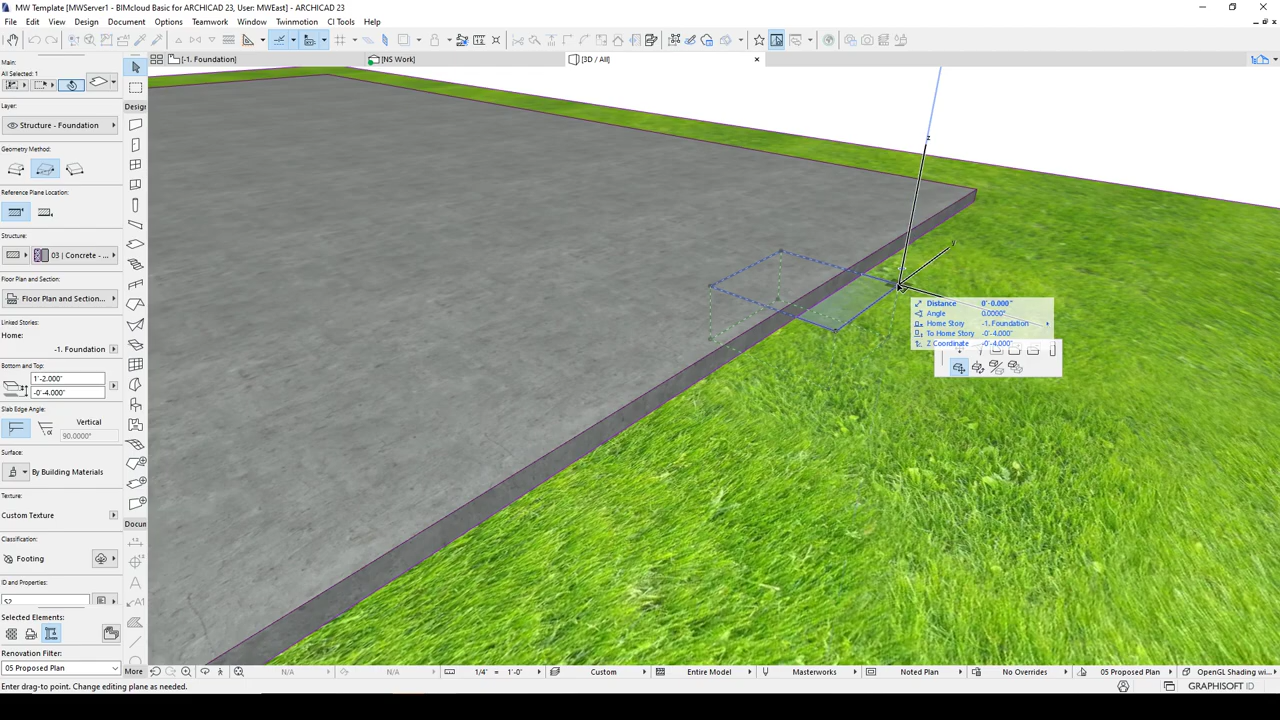 MW Template [MWServer1 - BIMcloud Basic for ARCHICAD 23, User: MWEast] - ARCHICAD 23
File Edit View Design Document Options Teamwork Window Twinmotion CI Tools Help
[-1. Foundation]
[NS Work]
[3D / All]
Main:
All Selected: 1
Layer:
Structure - Foundation
Geometry Method:
Reference Plane Location:
Structure:
03 | Concrete - ...
Floor Plan and Section:
Floor Plan and Section...
Linked Stories:
Home:
-1. Foundation
Bottom and Top:
1'-2.000"
-0'-4.000"
Slab Edge Angle:
Vertical
90.0000°
Surface:
By Building Materials
Texture:
Custom Texture
Classification:
Footing
ID and Properties:
Selected Elements:
Renovation Filter:
05 Proposed Plan
Desig
Docun
More
z
y
Distance 0'-0.000"
Angle 0.0000°
Home Story -1. Foundation
To Home Story -0'-4.000"
Z Coordinate -0'-4.000"
N/A N/A 1/4" = 1'-0" Custom Entire Model Masterworks Noted Plan No Overrides 05 Proposed Plan OpenGL Shading wi...
Enter drag-to point. Change editing plane as needed.
GRAPHISOFT ID